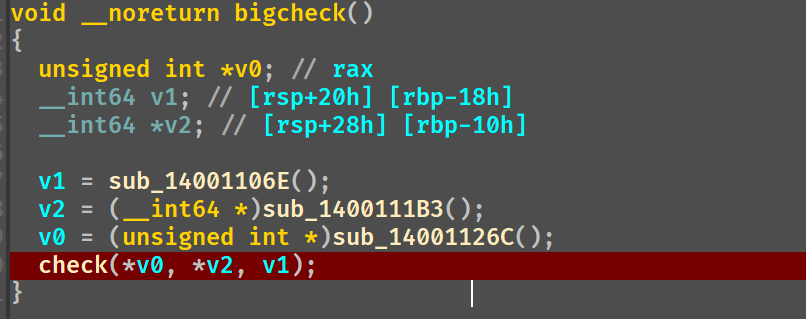 void __noreturn bigcheck()
{
  unsigned int *v0; // rax
  __int64 v1; // [rsp+20h] [rbp-18h]
  __int64 *v2; // [rsp+28h] [rbp-10h]

  v1 = sub_14001106E();
  v2 = (__int64 *)sub_1400111B3();
  v0 = (unsigned int *)sub_14001126C();
  check(*v0, *v2, v1);
}